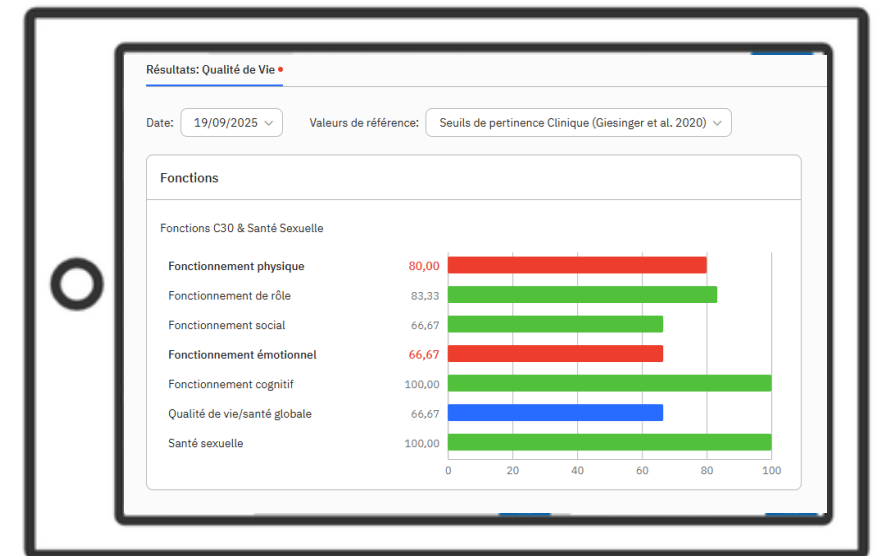 Résultats: Qualité de Vie
Date: 19/09/2025 Valeurs de référence: Seuils de pertinence Clinique (Giesinger et al. 2020)
Fonctions
Fonctions C30 & Santé Sexuelle
Fonctionnement physique 80,00
Fonctionnement de rôle 83,33
Fonctionnement social 66,67
Fonctionnement émotionnel 66,67
Fonctionnement cognitif 100,00
Qualité de vie/santé globale 66,67
Santé sexuelle 100,00
0 20 40 60 80 100